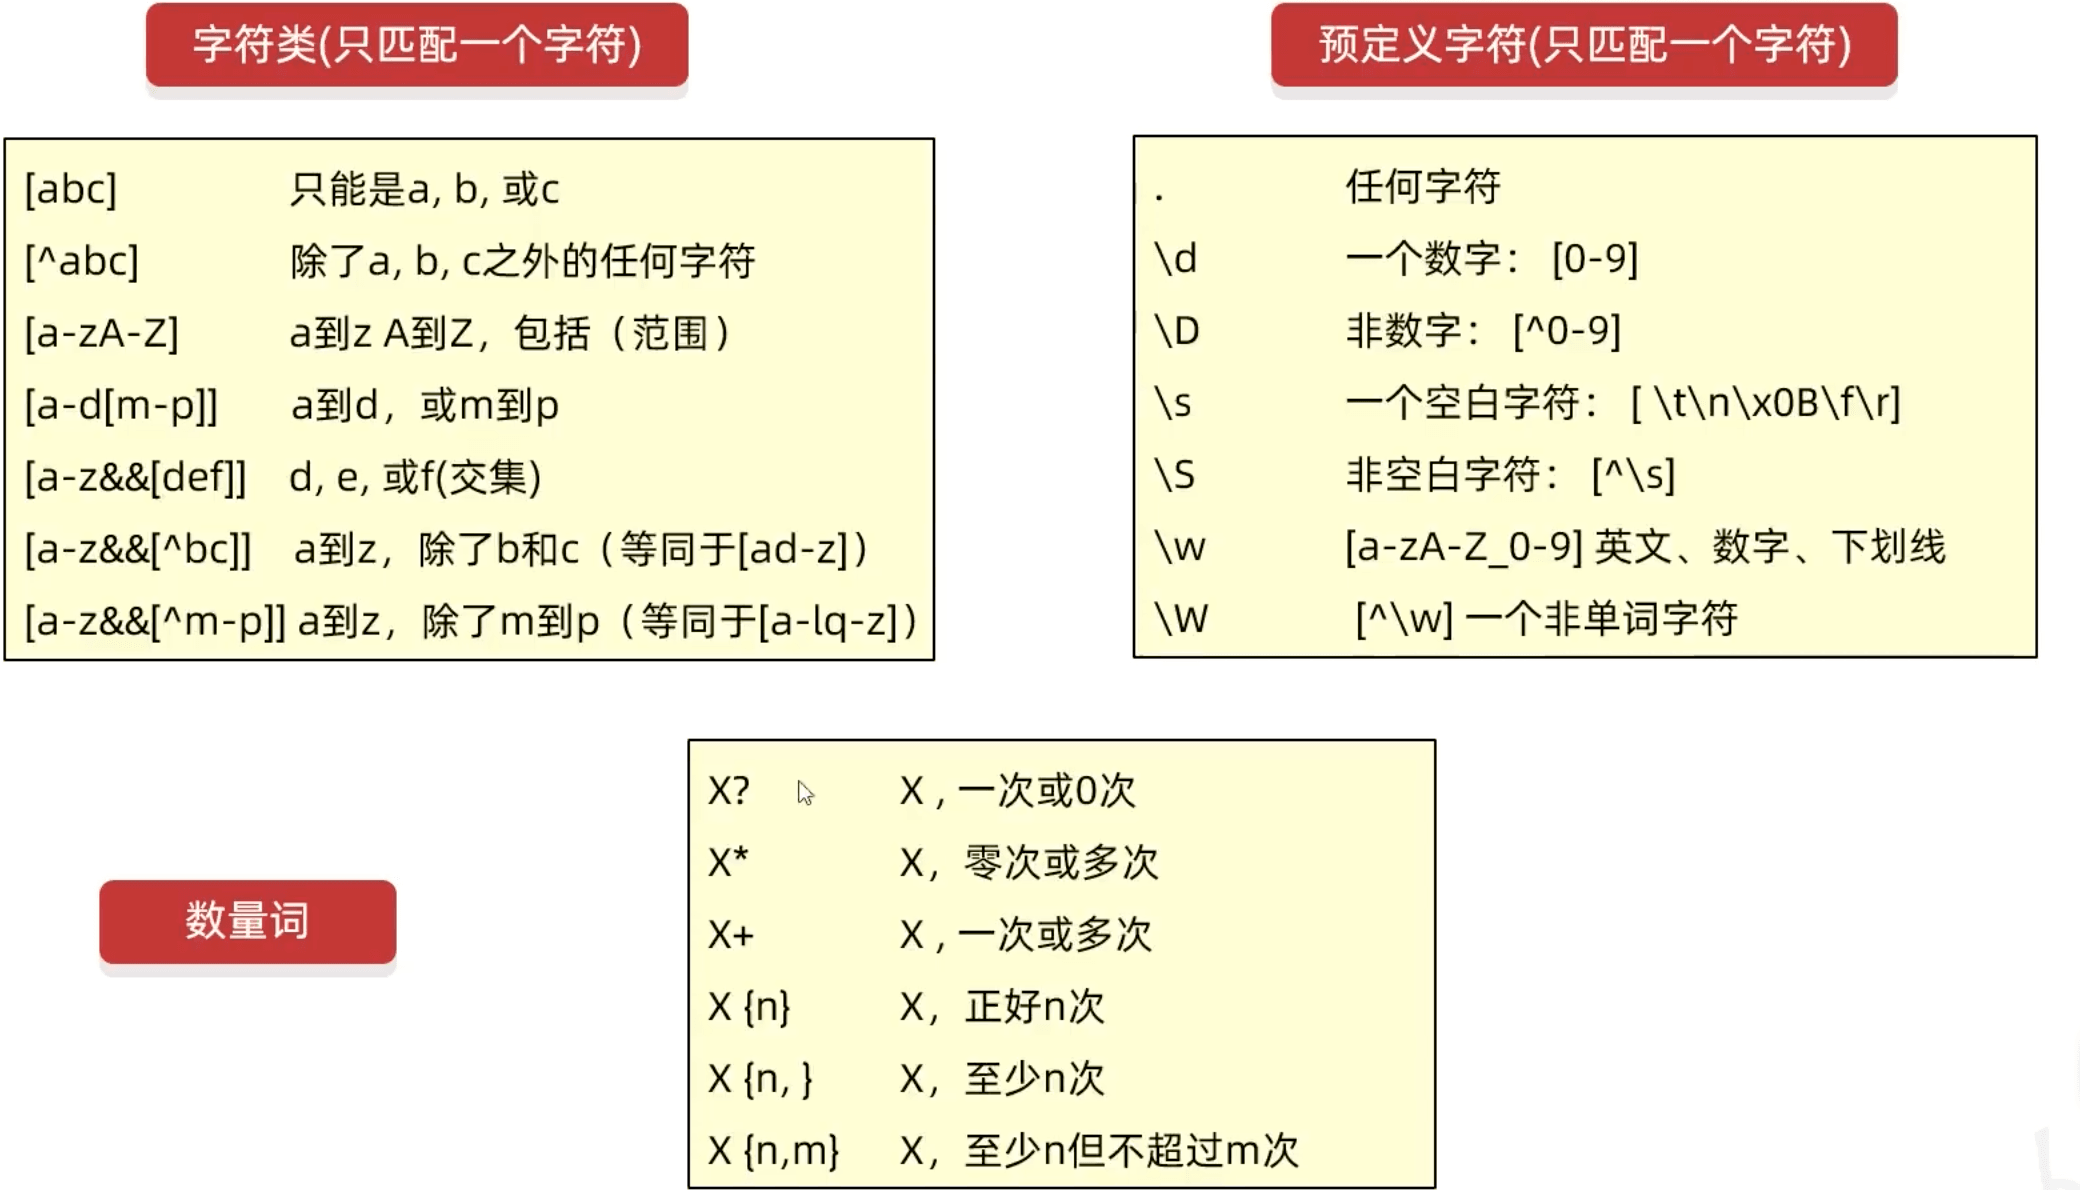 字符类(只匹配一个字符)
[abc] 只能是a, b, 或c
[^abc] 除了a, b, c之外的任何字符
[a-zA-Z] a到z A到Z，包括（范围）
[a-d[m-p]] a到d，或m到p
[a-z&&[def]] d, e, 或f(交集)
[a-z&&[^bc]] a到z，除了b和c（等同于[ad-z]）
[a-z&&[^m-p]] a到z，除了m到p（等同于[a-lq-z]）
预定义字符(只匹配一个字符)
. 任何字符
\d 一个数字： [0-9]
\D 非数字： [^0-9]
\s 一个空白字符： [ \t\n\x0B\f\r]
\S 非空白字符： [^\s]
\w [a-zA-Z_0-9] 英文、数字、下划线
\W [^\w] 一个非单词字符
数量词
X? X , 一次或0次
X* X，零次或多次
X+ X , 一次或多次
X {n} X，正好n次
X {n, } X，至少n次
X {n,m} X，至少n但不超过m次